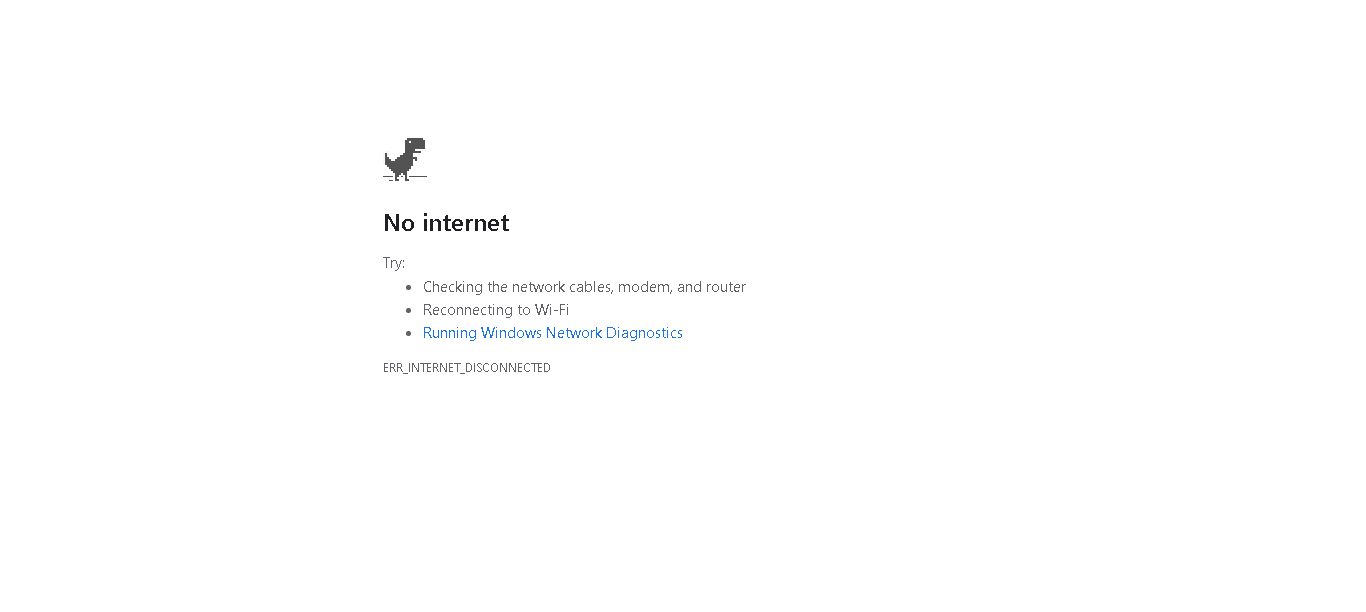 No internet
Try:
Checking the network cables, modem, and router
Reconnecting to Wi-Fi
Running Windows Network Diagnostics
ERR_INTERNET_DISCONNECTED